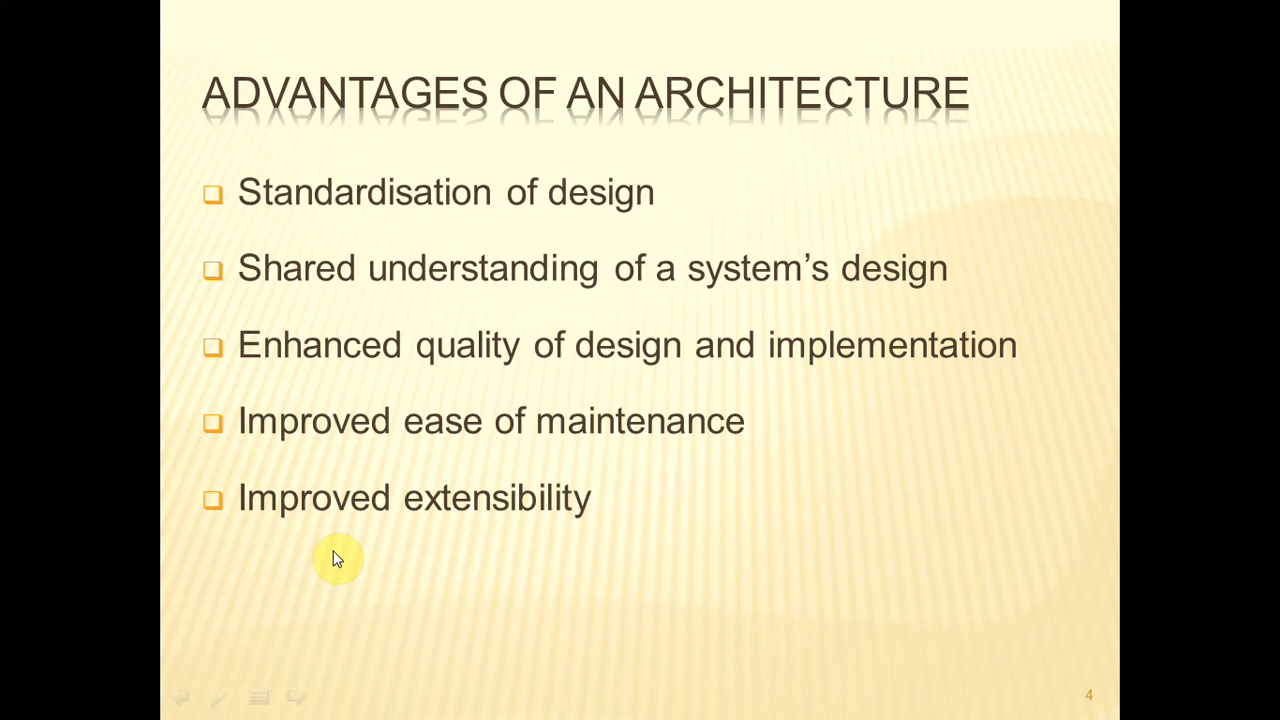 ADVANTAGES OF AN ARCHITECTURE
Standardisation of design
Shared understanding of a system’s design
Enhanced quality of design and implementation
Improved ease of maintenance
Improved extensibility
4